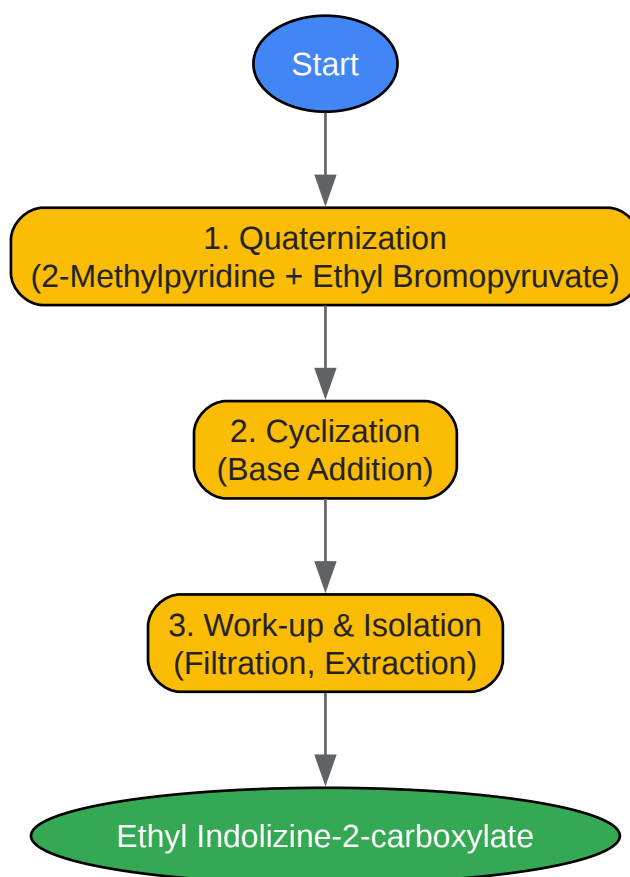 Start
1. Quaternization
(2-Methylpyridine + Ethyl Bromopyruvate)
2. Cyclization
(Base Addition)
3. Work-up & Isolation
(Filtration, Extraction)
Ethyl Indolizine-2-carboxylate